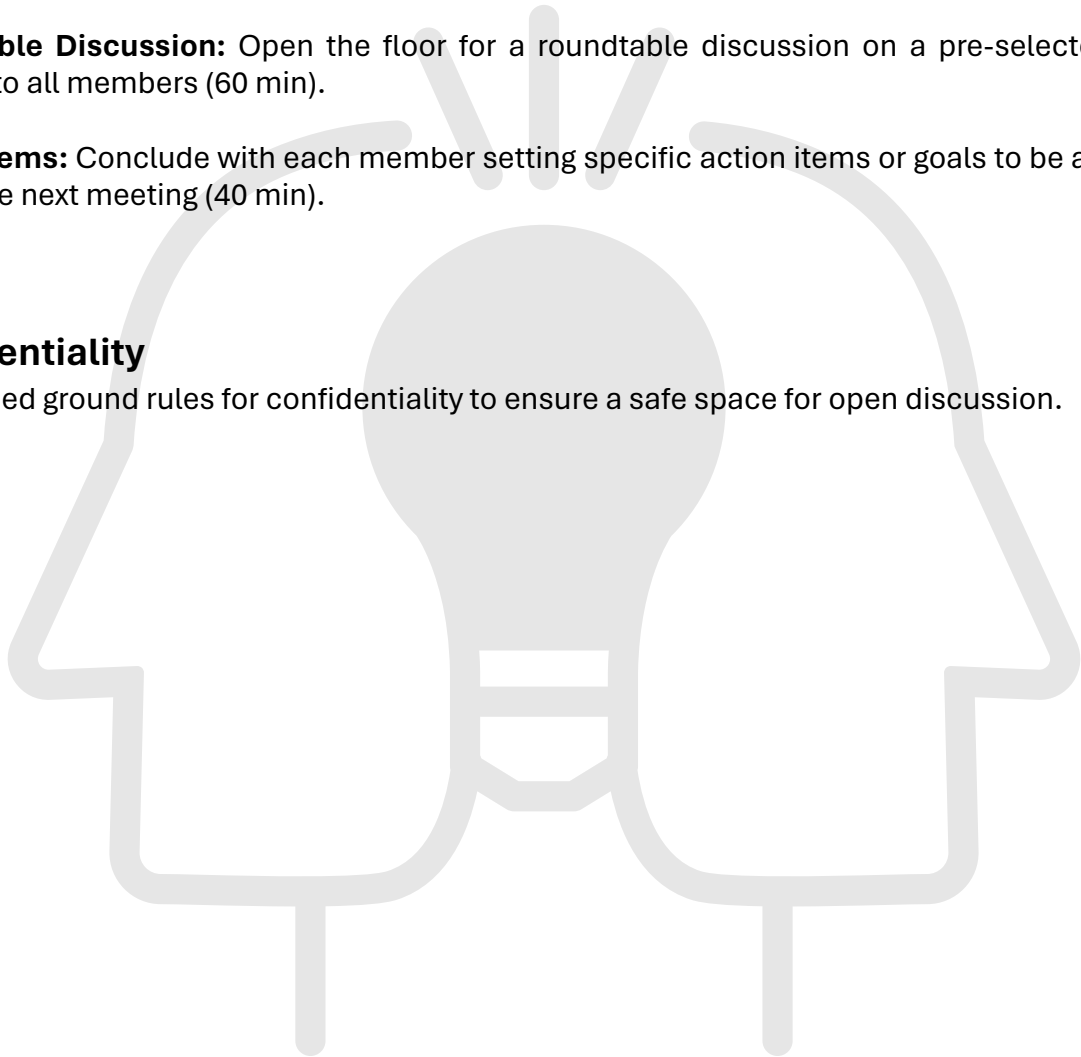 ble Discussion: Open the floor for a roundtable discussion on a pre-select
to all members (60 min).
ems: Conclude with each member setting specific action items or goals to be a
e next meeting (40 min).
entiality
ed ground rules for confidentiality to ensure a safe space for open discussion.